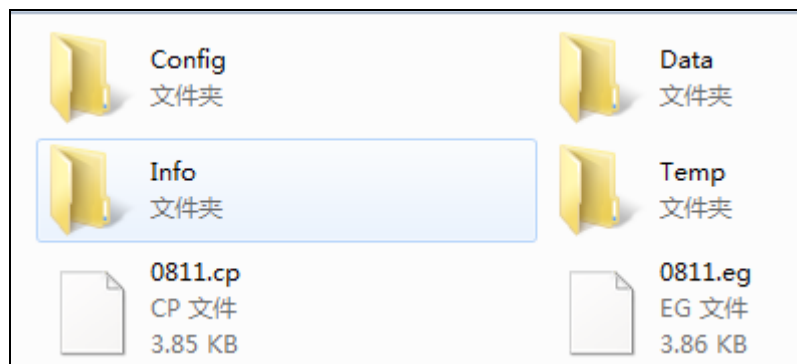 Config
文件夹
Data
文件夹
Info
文件夹
Temp
文件夹
0811.cp
CP 文件
3.85 KB
0811.eg
EG 文件
3.86 KB